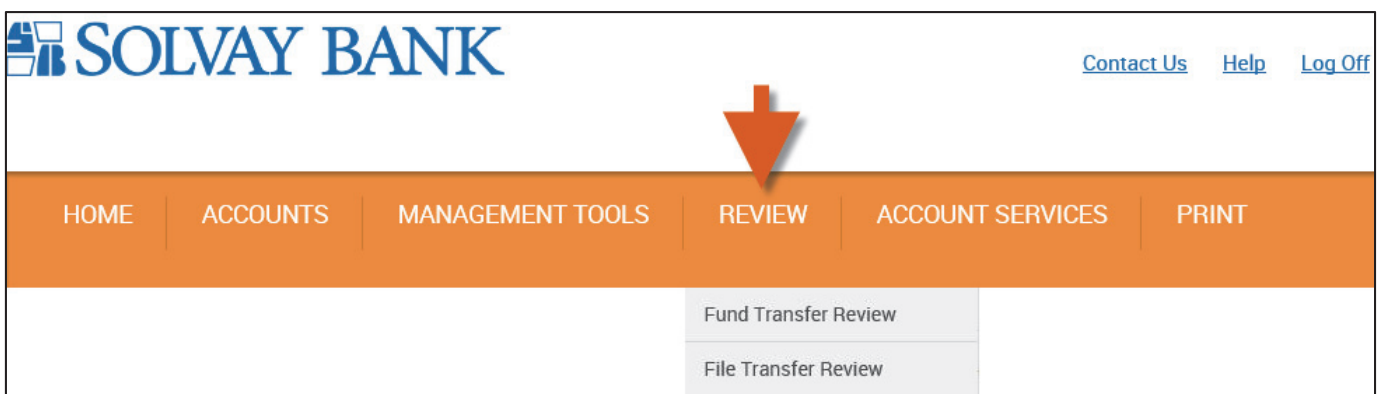 SB SOLVAY BANK
Contact Us Help Log Off
HOME ACCOUNTS MANAGEMENT TOOLS REVIEW ACCOUNT SERVICES PRINT
Fund Transfer Review
File Transfer Review